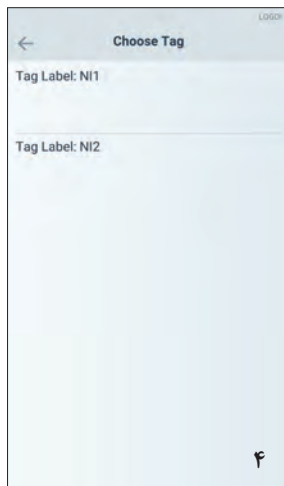 LOGO!
← Choose Tag
Tag Label: NI1
Tag Label: NI2
۴